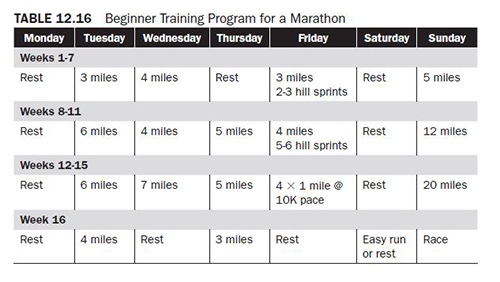 TABLE 12.16 Beginner Training Program for a Marathon
Monday Tuesday Wednesday Thursday Friday Saturday Sunday
Weeks 1-7
Rest 3 miles 4 miles Rest 3 miles Rest 5 miles
2-3 hill sprints
Weeks 8-11
Rest 6 miles 4 miles 5 miles 4 miles Rest 12 miles
5-6 hill sprints
Weeks 12-15
Rest 6 miles 7 miles 5 miles 4 × 1 mile @ Rest 20 miles
10K pace
Week 16
Rest 4 miles Rest 3 miles Rest Easy run Race
or rest